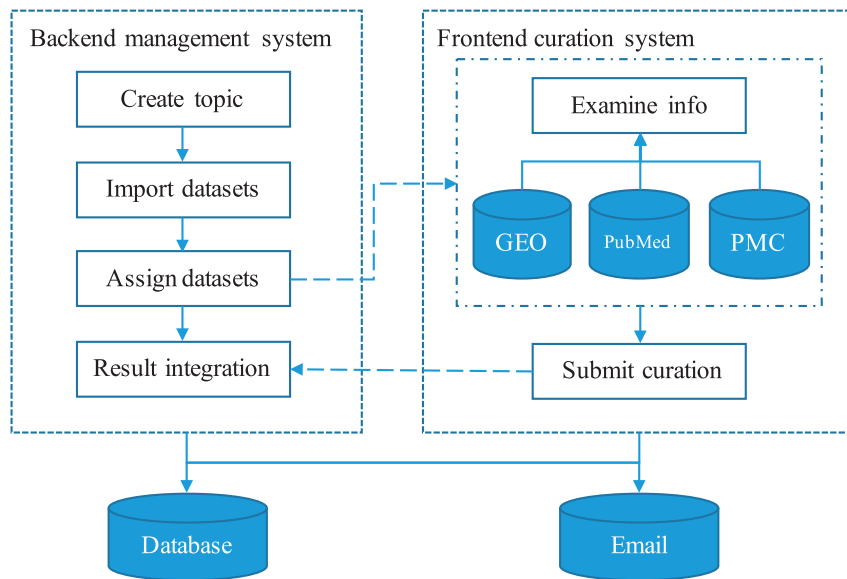 Backend management system
Create topic
Import datasets
Assign datasets
Result integration
Frontend curation system
Examine info
GEO
PubMed
PMC
Submit curation
Database
Email